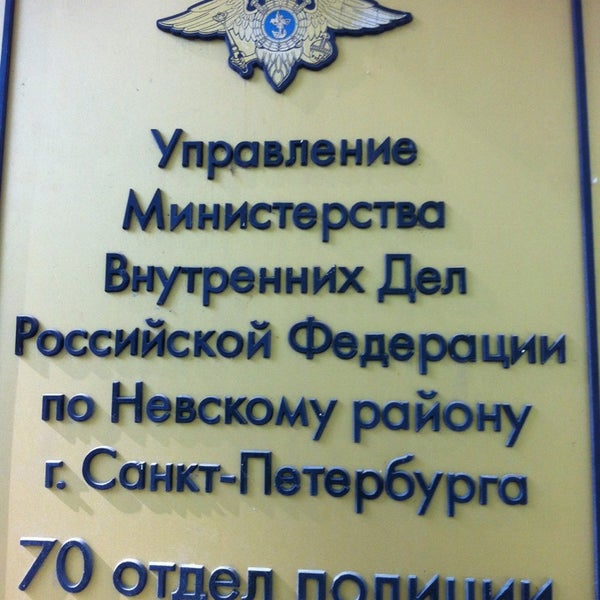 Управление
Министерства
Внутренних Дел
Российской Федерации
по Невскому району
г. Санкт-Петербурга
70 отдел полиции